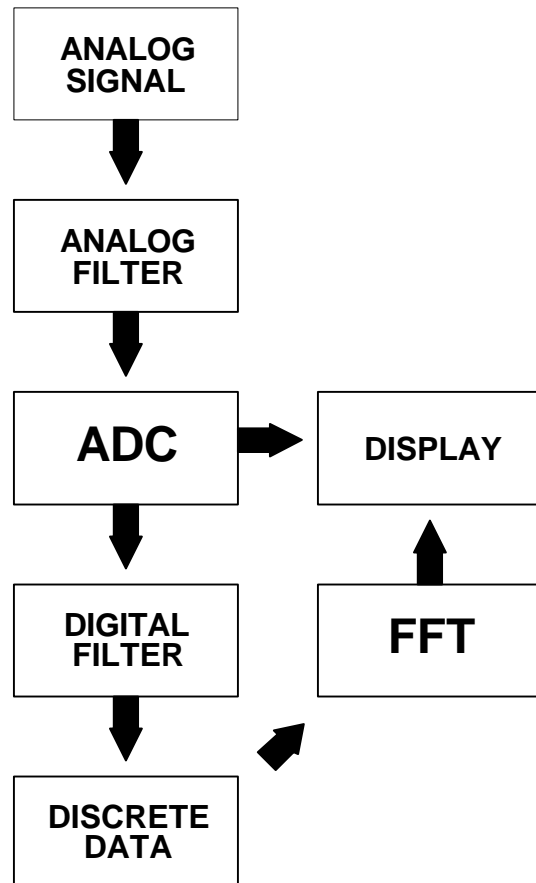 ANALOG
SIGNAL
ANALOG
FILTER
ADC
DISPLAY
DIGITAL
FILTER
FFT
DISCRETE
DATA